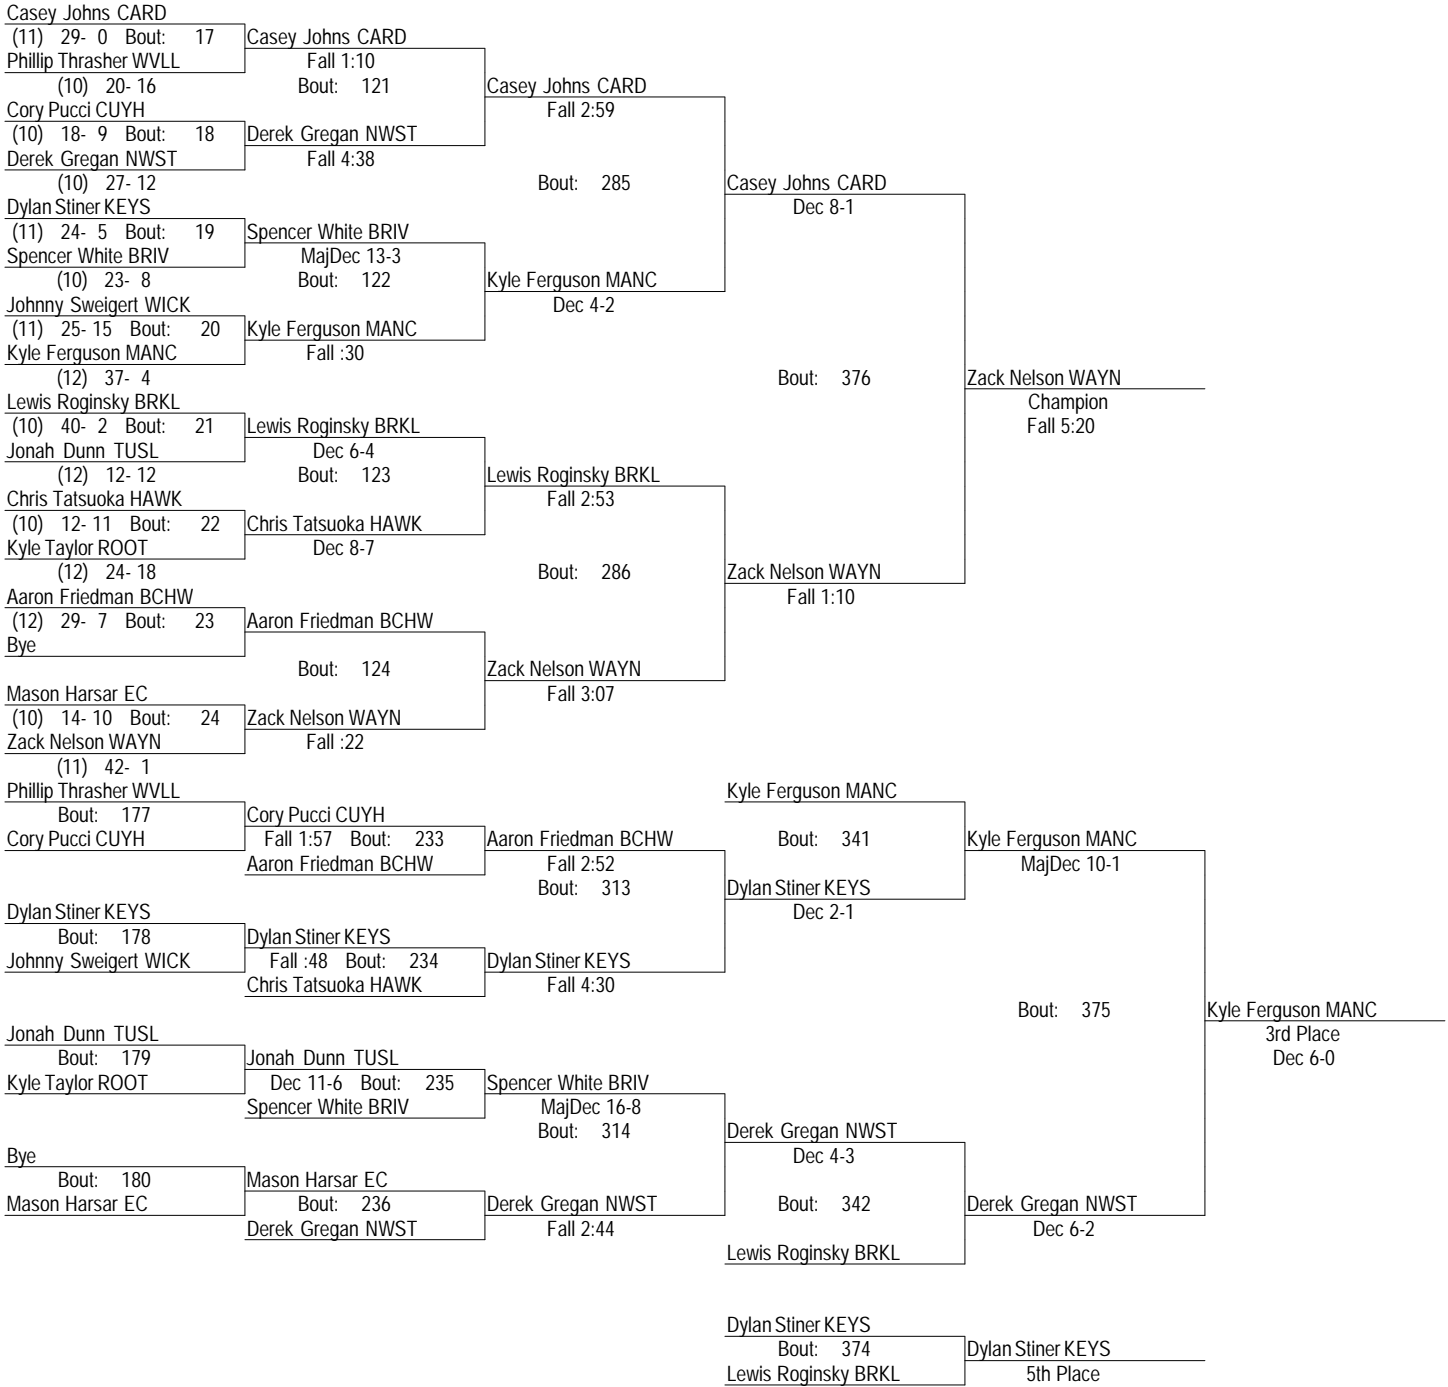 Casey Johns CARD
(11) 29- 0 Bout: 17 Casey Johns CARD
Phillip Thrasher WVLL Fall 1:10
(10) 20- 16 Bout: 121 Casey Johns CARD
Cory Pucci CUYH Fall 2:59
(10) 18- 9 Bout: 18 Derek Gregan NWST
Derek Gregan NWST Fall 4:38
(10) 27- 12 Bout: 285 Casey Johns CARD
Dylan Stiner KEYS Dec 8-1
(11) 24- 5 Bout: 19 Spencer White BRIV
Spencer White BRIV MajDec 13-3
(10) 23- 8 Bout: 122 Kyle Ferguson MANC
Johnny Sweigert WICK Dec 4-2
(11) 25- 15 Bout: 20 Kyle Ferguson MANC
Kyle Ferguson MANC Fall :30
(12) 37- 4 Bout: 376 Zack Nelson WAYN
Lewis Roginsky BRKL Champion
(10) 40- 2 Bout: 21 Lewis Roginsky BRKL Fall 5:20
Jonah Dunn TUSL Dec 6-4
(12) 12- 12 Bout: 123 Lewis Roginsky BRKL
Chris Tatsuoka HAWK Fall 2:53
(10) 12- 11 Bout: 22 Chris Tatsuoka HAWK
Kyle Taylor ROOT Dec 8-7
(12) 24- 18 Bout: 286 Zack Nelson WAYN
Aaron Friedman BCHW Fall 1:10
(12) 29- 7 Bout: 23 Aaron Friedman BCHW
Bye
Bout: 124 Zack Nelson WAYN
Mason Harsar EC Fall 3:07
(10) 14- 10 Bout: 24 Zack Nelson WAYN
Zack Nelson WAYN Fall :22
(11) 42- 1
Phillip Thrasher WVLL Kyle Ferguson MANC
Bout: 177 Cory Pucci CUYH
Cory Pucci CUYH Fall 1:57 Bout: 233 Aaron Friedman BCHW Bout: 341 Kyle Ferguson MANC
Aaron Friedman BCHW Fall 2:52 MajDec 10-1
Bout: 313 Dylan Stiner KEYS
Dylan Stiner KEYS Dec 2-1
Bout: 178 Dylan Stiner KEYS
Johnny Sweigert WICK Fall :48 Bout: 234 Dylan Stiner KEYS
Chris Tatsuoka HAWK Fall 4:30
Bout: 375 Kyle Ferguson MANC
Jonah Dunn TUSL 3rd Place
Bout: 179 Jonah Dunn TUSL Dec 6-0
Kyle Taylor ROOT Dec 11-6 Bout: 235 Spencer White BRIV
Spencer White BRIV MajDec 16-8
Bout: 314 Derek Gregan NWST
Bye Dec 4-3
Bout: 180 Mason Harsar EC
Mason Harsar EC Bout: 236 Derek Gregan NWST Bout: 342 Derek Gregan NWST
Derek Gregan NWST Fall 2:44 Dec 6-2
Lewis Roginsky BRKL
Dylan Stiner KEYS
Bout: 374 Dylan Stiner KEYS
Lewis Roginsky BRKL 5th Place